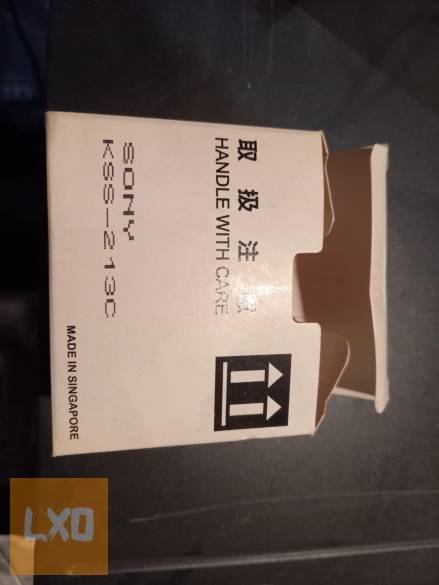 取扱注意
HANDLE WITH CARE
SONY
KSS-213C
MADE IN SINGAPORE
LXO